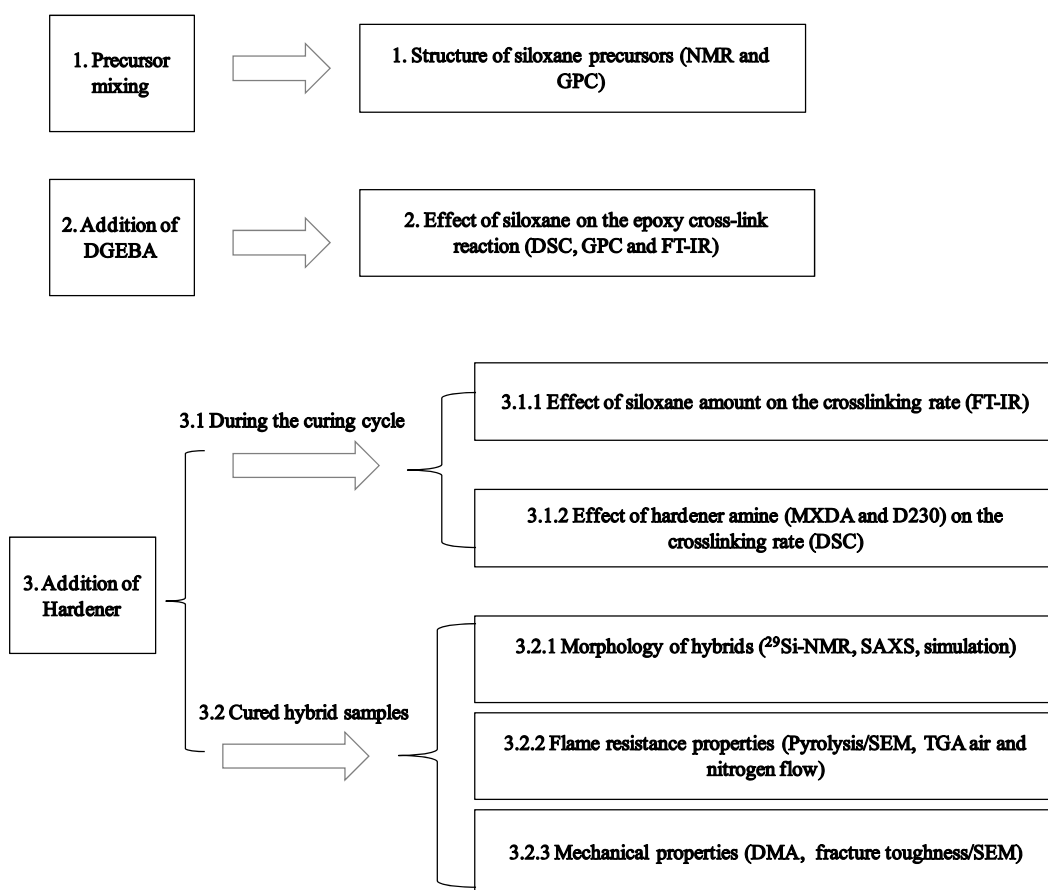 1. Precursor
mixing
1. Structure of siloxane precursors (NMR and
GPC)
2. Addition of
DGEBA
2. Effect of siloxane on the epoxy cross-link
reaction (DSC, GPC and FT-IR)
3. Addition of
Hardener
3.1 During the curing cycle
3.1.1 Effect of siloxane amount on the crosslinking rate (FT-IR)
3.1.2 Effect of hardener amine (MXDA and D230) on the
crosslinking rate (DSC)
3.2 Cured hybrid samples
3.2.1 Morphology of hybrids (²⁹Si-NMR, SAXS, simulation)
3.2.2 Flame resistance properties (Pyrolysis/SEM, TGA air and
nitrogen flow)
3.2.3 Mechanical properties (DMA, fracture toughness/SEM)